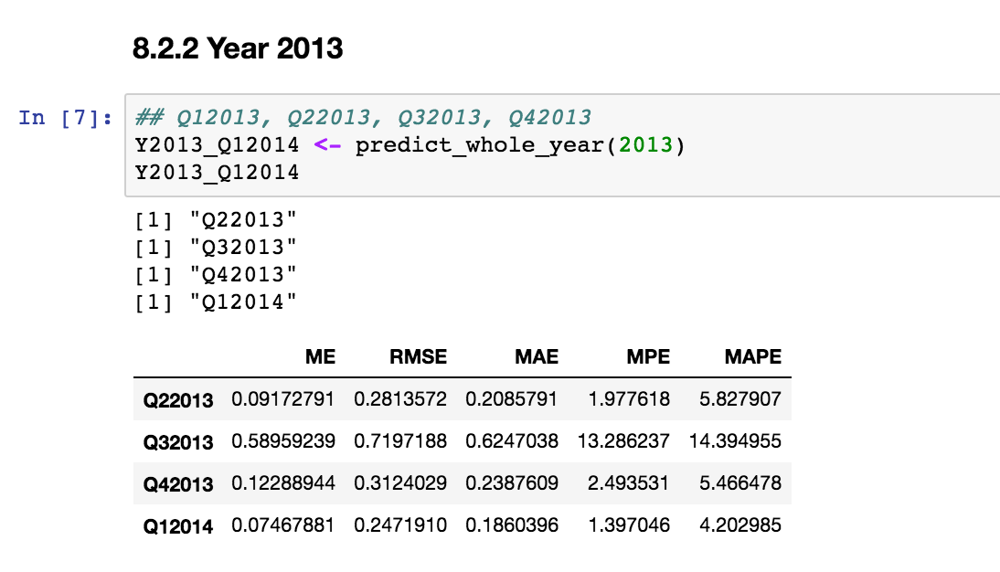 8.2.2 Year 2013
In [7]: ## Q12013, Q22013, Q32013, Q42013
Y2013_Q12014 <- predict_whole_year(2013)
Y2013_Q12014
[1] "Q22013"
[1] "Q32013"
[1] "Q42013"
[1] "Q12014"
ME RMSE MAE MPE MAPE
Q22013 0.09172791 0.2813572 0.2085791 1.977618 5.827907
Q32013 0.58959239 0.7197188 0.6247038 13.286237 14.394955
Q42013 0.12288944 0.3124029 0.2387609 2.493531 5.466478
Q12014 0.07467881 0.2471910 0.1860396 1.397046 4.202985